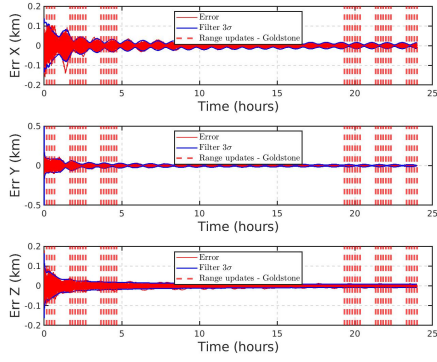 0.2
0.1
0
-0.1
-0.2
Err X (km)
Error
Filter 3σ
Range updates - Goldstone
0 5 10 15 20 25
Time (hours)
0.5
0
-0.5
Err Y (km)
Error
Filter 3σ
Range updates - Goldstone
0 5 10 15 20 25
Time (hours)
0.2
0.1
0
-0.1
-0.2
Err Z (km)
Error
Filter 3σ
Range updates - Goldstone
0 5 10 15 20 25
Time (hours)